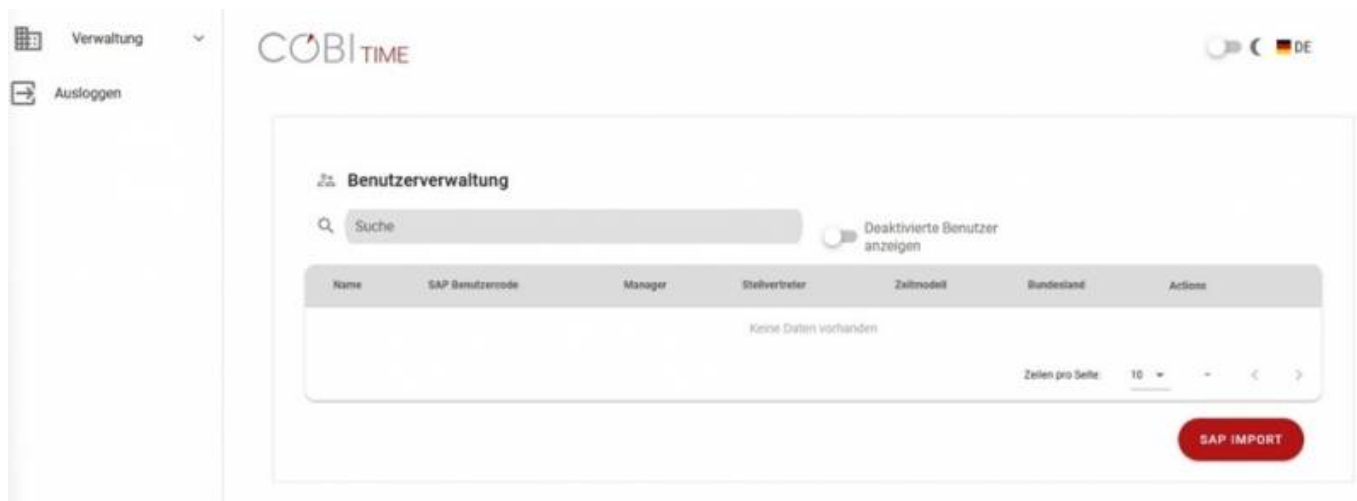 Verwaltung
Ausloggen
COBI TIME
DE
Benutzerverwaltung
Suche
Deaktivierte Benutzer
anzeigen
Name SAP Benutzercode Manager Stellvertreter Zeitmodell Bundesland Actions
Keine Daten vorhanden
Zeilen pro Seite: 10 -
SAP IMPORT